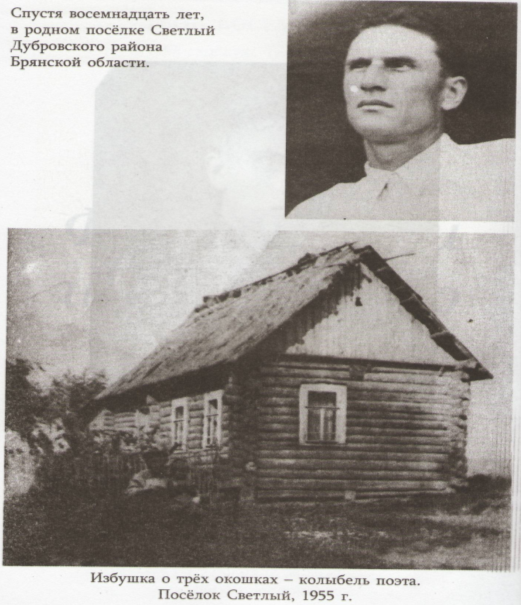 Спустя восемнадцать лет,
в родном посёлке Светлый
Дубровского района
Брянской области.
Избушка о трёх окошках – колыбель поэта.
Посёлок Светлый, 1955 г.